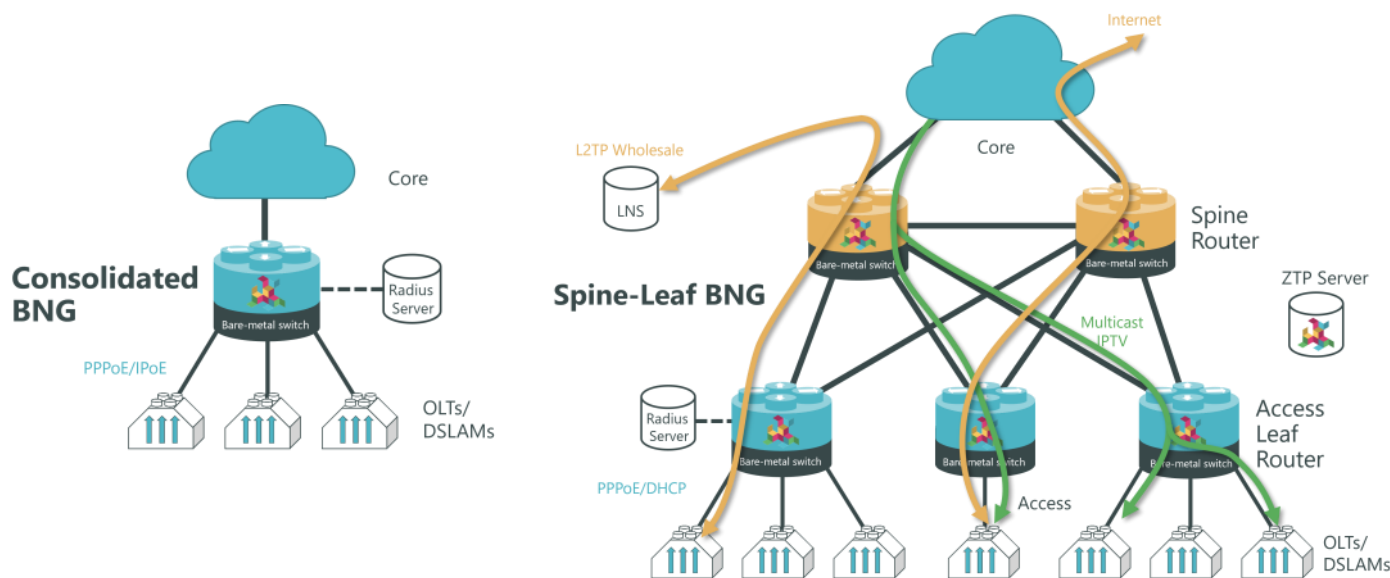 Core
Consolidated
BNG
Bare-metal switch
Radius
Server
PPPoE/IPoE
OLTs/
DSLAMs
Internet
Core
L2TP Wholesale
LNS
Bare-metal switch
Bare-metal switch
Spine
Router
Spine-Leaf BNG
ZTP Server
Multicast
IPTV
Radius
Server
Bare-metal switch
Bare-metal switch
Bare-metal switch
Access
Leaf
Router
PPPoE/DHCP
Access
OLTs/
DSLAMs